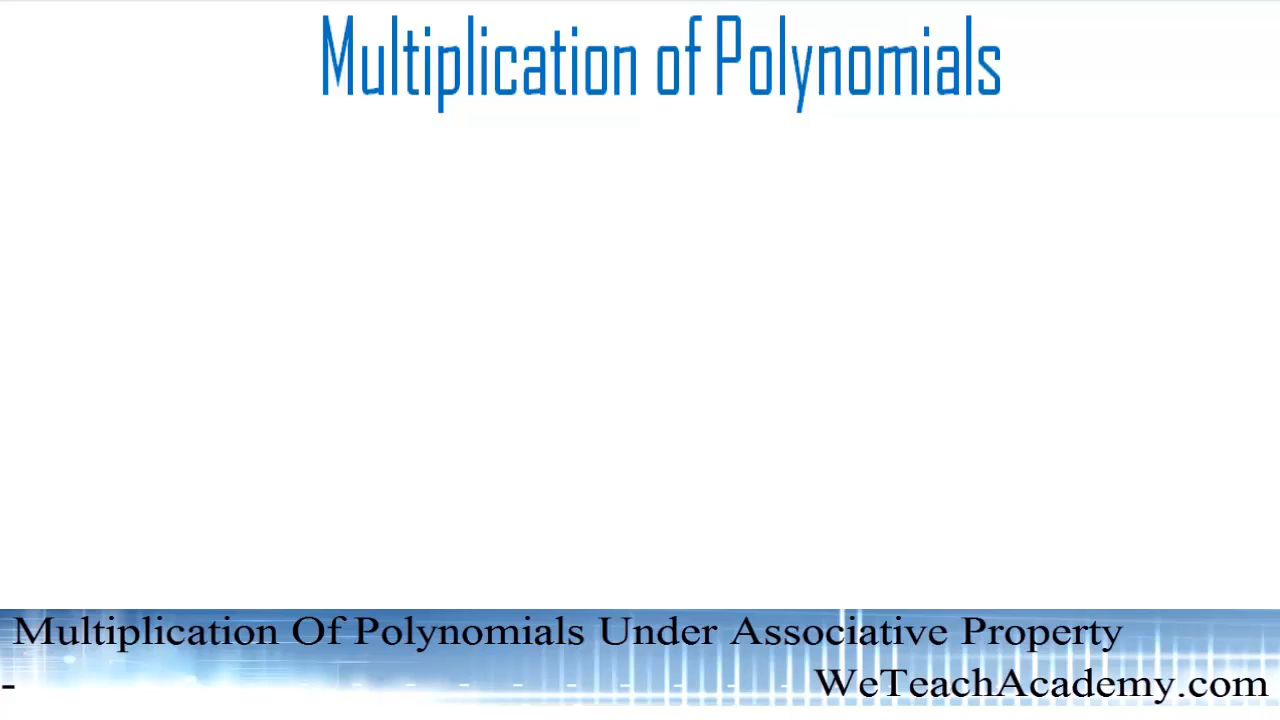 Multiplication of Polynomials
Multiplication Of Polynomials Under Associative Property
-
WeTeachAcademy.com